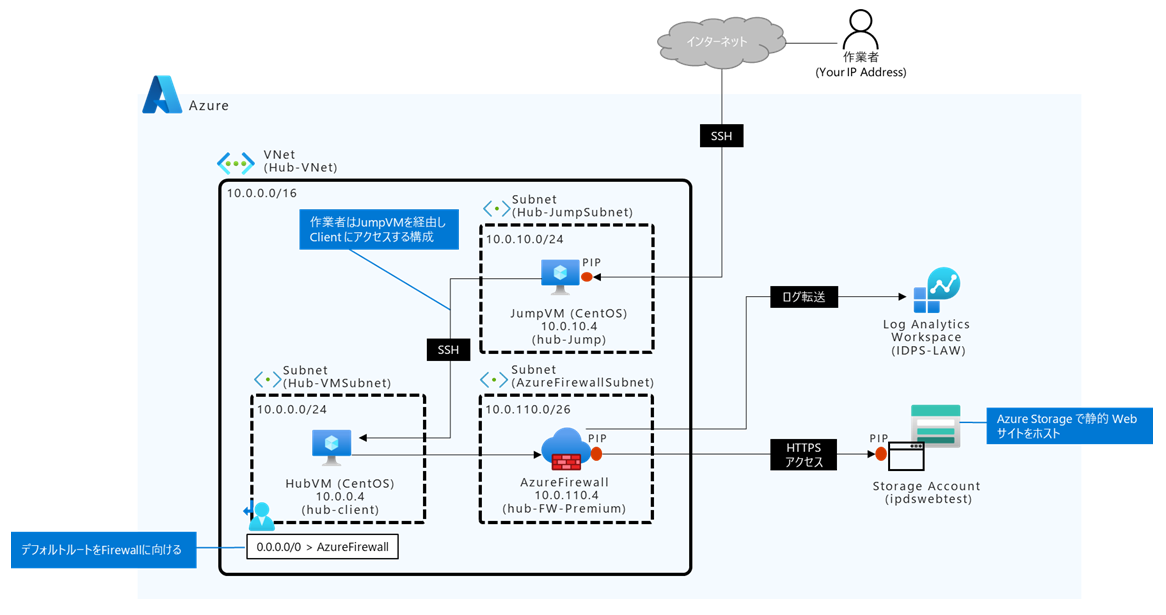 インターネット
作業者
(Your IP Address)
Azure
SSH
VNet
(Hub-VNet)
10.0.0.0/16
作業者はJumpVMを経由し
Client にアクセスする構成
Subnet
(Hub-JumpSubnet)
10.0.10.0/24
PIP
JumpVM (CentOS)
10.0.10.4
(hub-Jump)
ログ転送
Log Analytics
Workspace
(IDPS-LAW)
SSH
Subnet
(Hub-VMSubnet)
10.0.0.0/24
HubVM (CentOS)
10.0.0.4
(hub-client)
Subnet
(AzureFirewallSubnet)
10.0.110.0/26
PIP
AzureFirewall
10.0.110.4
(hub-FW-Premium)
HTTPS
アクセス
PIP
Azure Storage で静的 Web
サイトをホスト
Storage Account
(ipdswebtest)
デフォルトルートをFirewallに向ける
0.0.0.0/0 > AzureFirewall